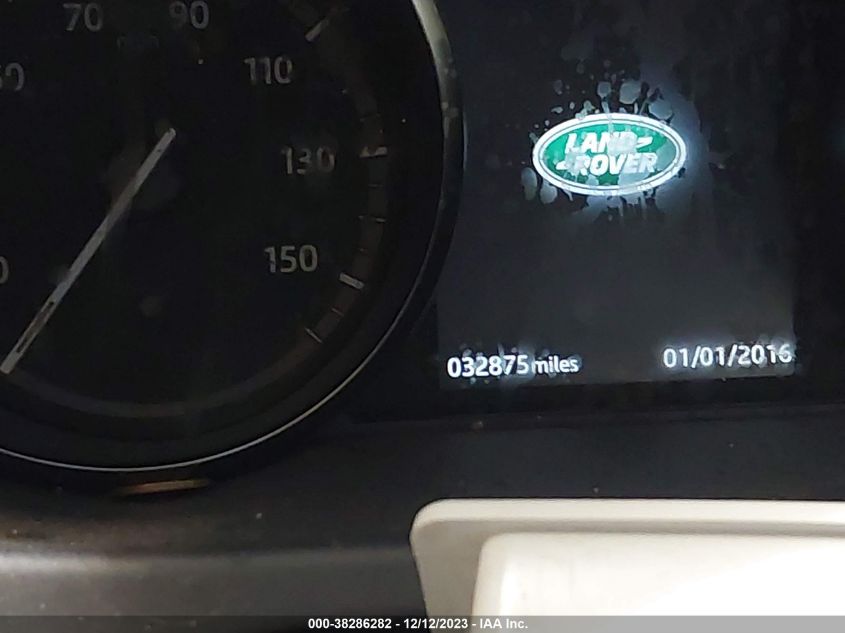 70 90
110
130
150
LAND
ROVER
032875 miles 01/01/2016
000-38286282 - 12/12/2023 - IAA Inc.